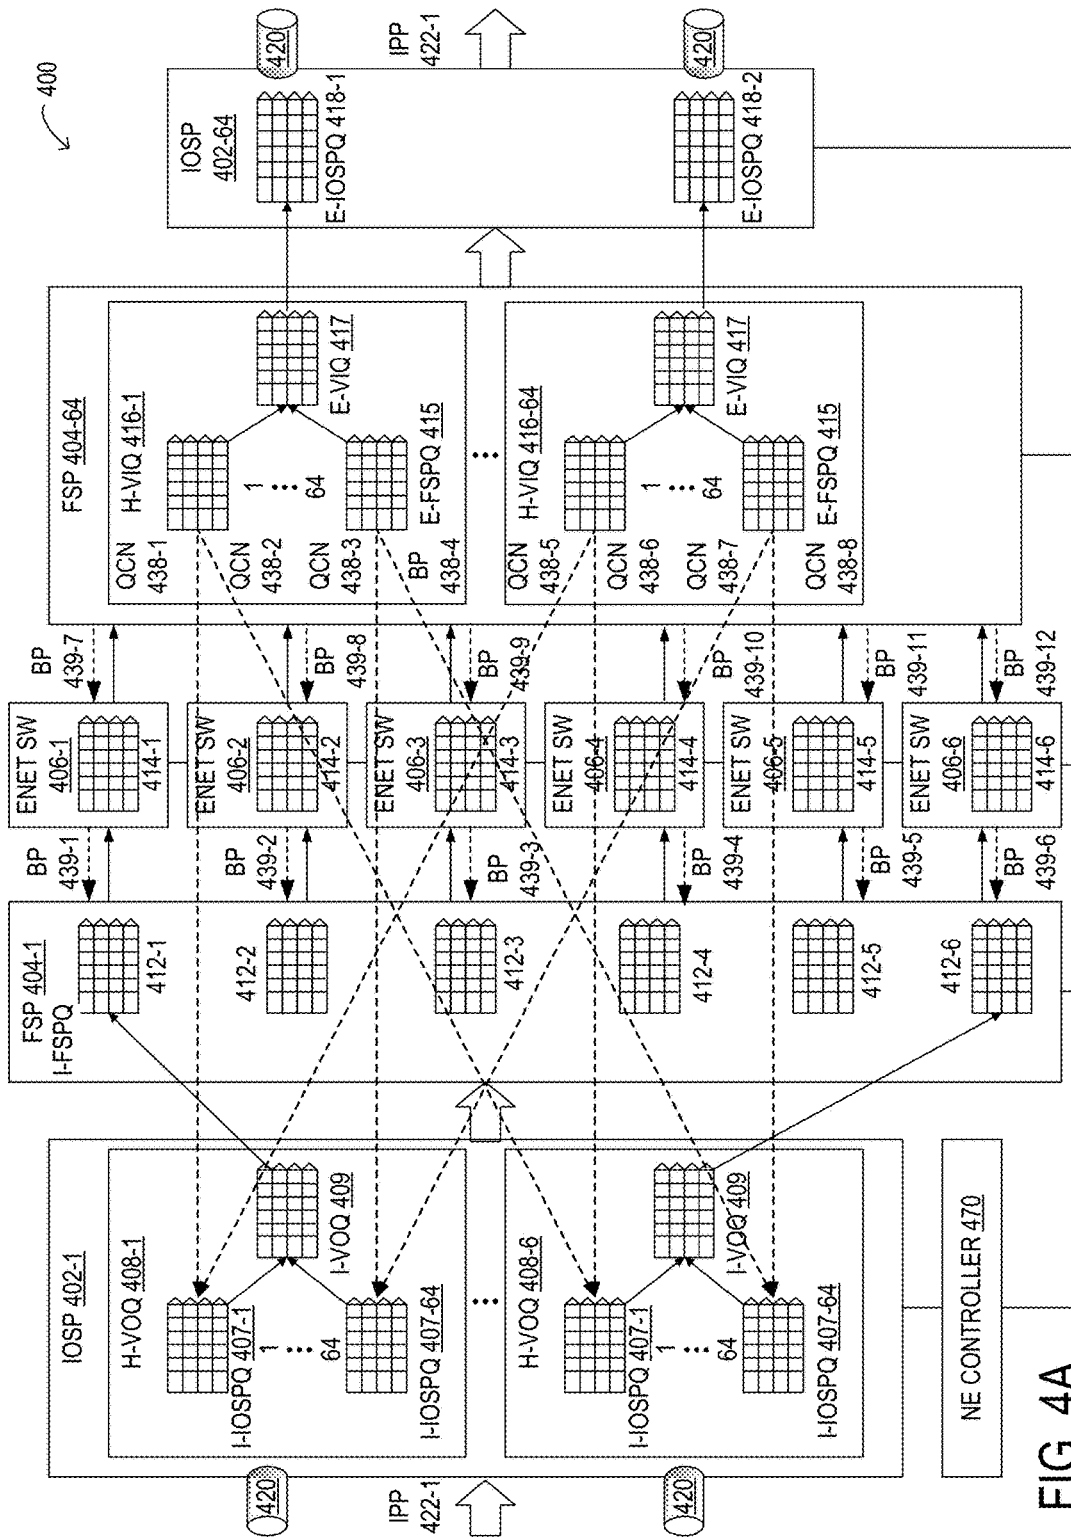 400
IOSP 402-1
H-VOQ 408-1
I-IOSPQ 407-1
1
64
I-IOSPQ 407-64
I-VOQ 409
H-VOQ 408-6
I-IOSPQ 407-1
1
64
I-IOSPQ 407-64
I-VOQ 409
420
420
IPP
422-1
NE CONTROLLER 470
FSP 404-1
I-FSPQ
412-1
412-2
412-3
412-4
412-5
412-6
BP
439-1
BP
439-2
BP
439-3
BP
439-4
BP
439-5
BP
439-6
ENET SW
406-1
414-1
ENET SW
406-2
414-2
ENET SW
406-3
414-3
ENET SW
406-4
414-4
ENET SW
406-5
414-5
ENET SW
406-6
414-6
BP
439-7
BP
439-8
BP
439-9
BP
439-10
BP
439-11
BP
439-12
FSP 404-64
H-VIQ 416-1
QCN
438-1
QCN
438-2
QCN
438-3
BP
438-4
1
64
E-FSPQ 415
E-VIQ 417
H-VIQ 416-64
QCN
438-5
QCN
438-6
QCN
438-7
QCN
438-8
1
64
E-FSPQ 415
E-VIQ 417
IOSP
402-64
E-IOSPQ 418-1
E-IOSPQ 418-2
420
420
IPP
422-1
FIG. 4A